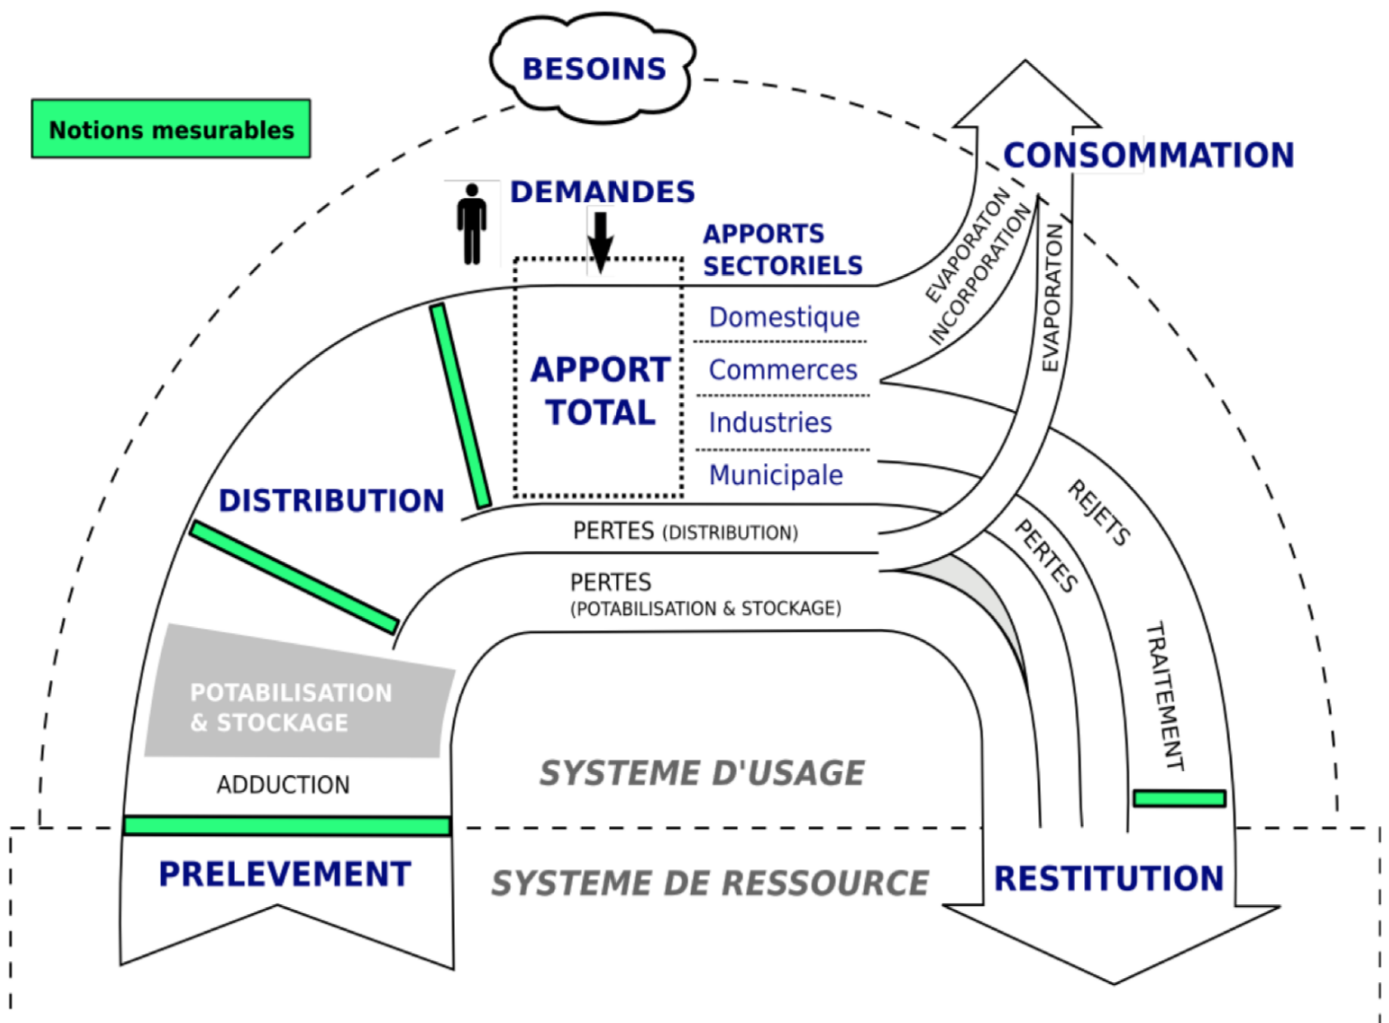 BESOINS
Notions mesurables
CONSOMMATION
DEMANDES
APPORTS
SECTORIELS
EVAPORATON
INCORPORATION
EVAPORATON
Domestique
APPORT
TOTAL
Commerces
Industries
Municipale
DISTRIBUTION
PERTES (DISTRIBUTION)
PERTES
(POTABILISATION & STOCKAGE)
REJETS
PERTES
TRAITEMENT
POTABILISATION
& STOCKAGE
ADDUCTION
SYSTEME D'USAGE
PRELEVEMENT
SYSTEME DE RESSOURCE
RESTITUTION